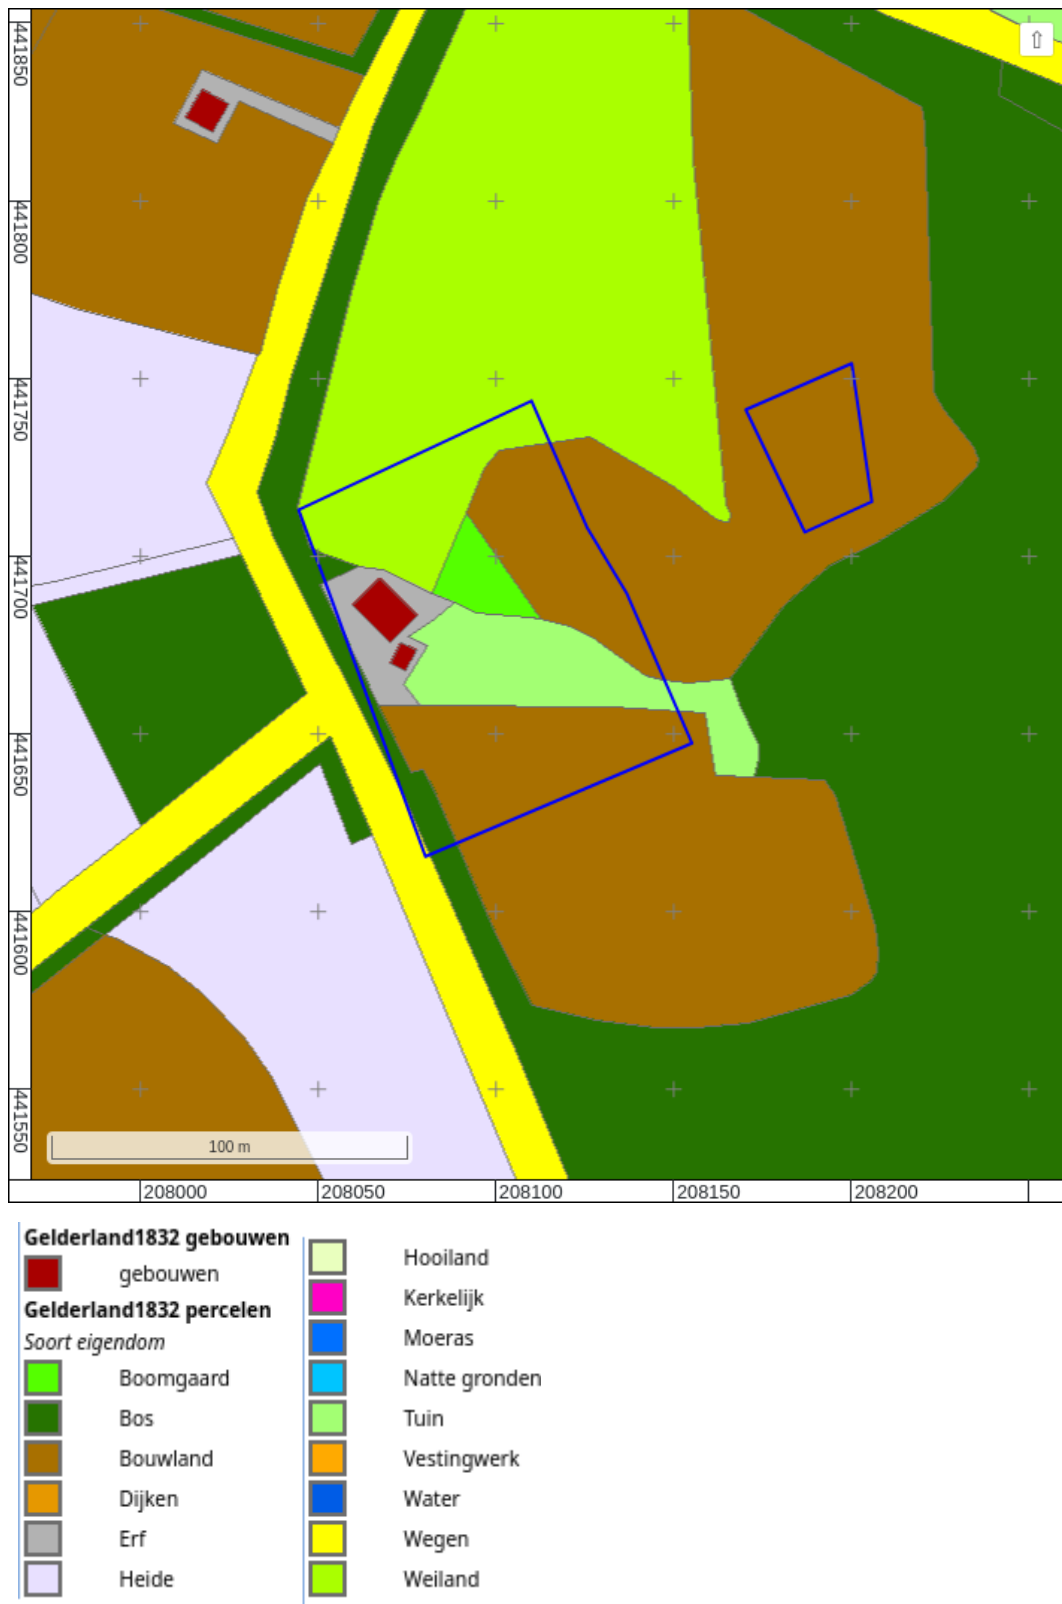 ⇧
441850
441800
441750
441700
441650
441600
441550
100 m
208000 208050 208100 208150 208200
Gelderland1832 gebouwen
gebouwen
Gelderland1832 percelen
Soort eigendom
Boomgaard
Bos
Bouwland
Dijken
Erf
Heide
Hooiland
Kerkelijk
Moeras
Natte gronden
Tuin
Vestingwerk
Water
Wegen
Weiland